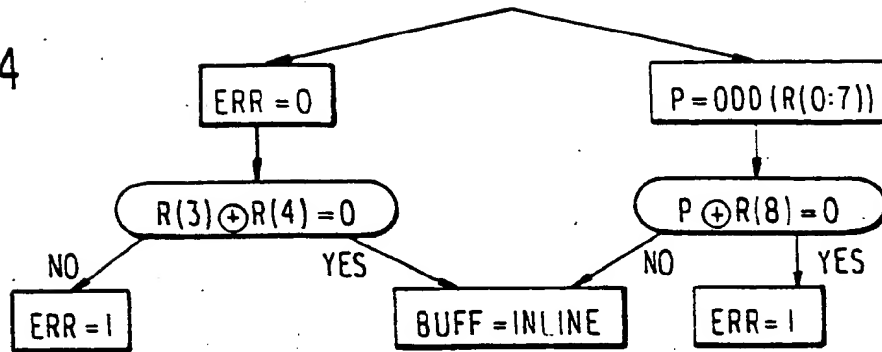 4
ERR = 0
P = ODD (R(0:7))
R(3) ⊕ R(4) = 0
P ⊕ R(8) = 0
NO
YES
NO
YES
ERR = 1
BUFF = INLINE
ERR = 1